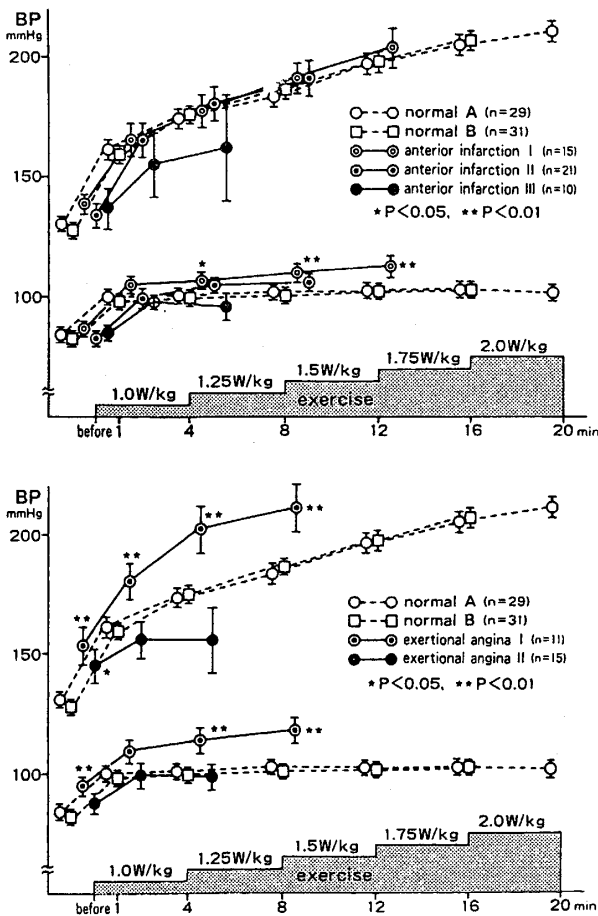 BP
mmHg
200
150
100
normal A (n=29)
normal B (n=31)
anterior infarction I (n=15)
anterior infarction II (n=21)
anterior infarction III (n=10)
*P<0.05, **P<0.01
* ** **
1.0W/kg 1.25W/kg 1.5W/kg 1.75W/kg 2.0W/kg
exercise
before 1 4 8 12 16 20 min
BP
mmHg
200
150
100
** ** ** **
*
normal A (n=29)
normal B (n=31)
exertional angina I (n=11)
exertional angina II (n=15)
*P<0.05, **P<0.01
** ** **
1.0W/kg 1.25W/kg 1.5W/kg 1.75W/kg 2.0W/kg
exercise
before 1 4 8 12 16 20 min